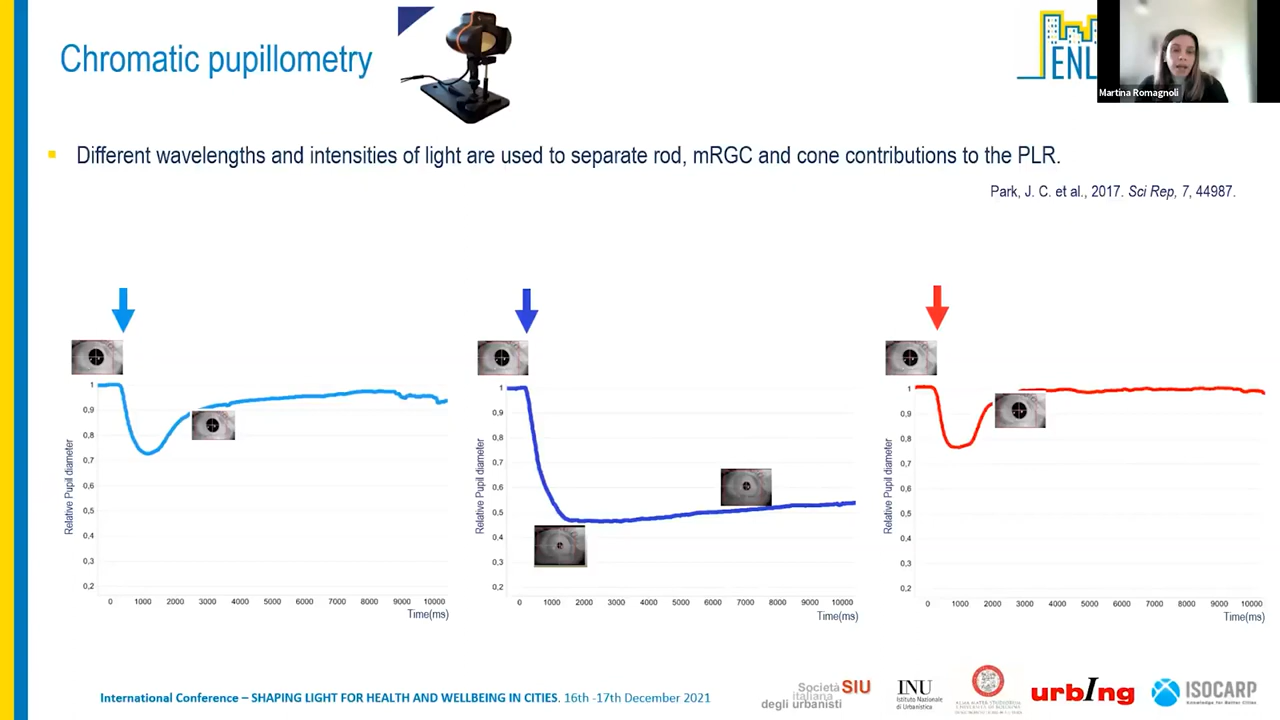 Chromatic pupillometry
ENL
Martina Romagnoli
Different wavelengths and intensities of light are used to separate rod, mRGC and cone contributions to the PLR.
Park, J. C. et al., 2017. Sci Rep, 7, 44987.
Relative Pupil diameter
1
0,9
0,8
0,7
0,6
0,5
0,4
0,3
0,2
0 1000 2000 3000 4000 5000 6000 7000 8000 9000 10000
Time(ms)
Relative Pupil diameter
1
0,9
0,8
0,7
0,6
0,5
0,4
0,3
0,2
0 1000 2000 3000 4000 5000 6000 7000 8000 9000 10000
Time(ms)
Relative Pupil diameter
1
0,9
0,8
0,7
0,6
0,5
0,4
0,3
0,2
0 1000 2000 3000 4000 5000 6000 7000 8000 9000 10000
Time(ms)
International Conference – SHAPING LIGHT FOR HEALTH AND WELLBEING IN CITIES. 16th -17th December 2021
Società SIU
italiana
degli urbanisti
INU
Istituto Nazionale
di Urbanistica
ALMA MATER STUDIORUM
urbIng
ISOCARP
Knowledge for Better Cities